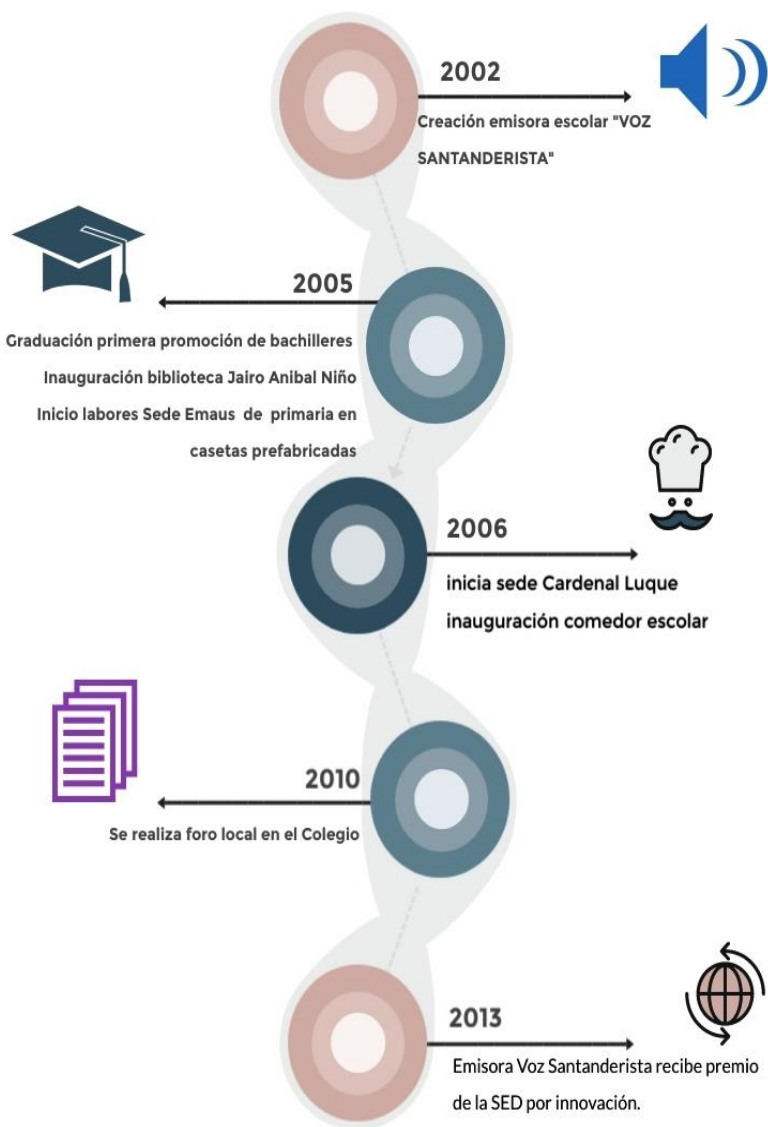 2002
Creación emisora escolar "VOZ
SANTANDERISTA"
2005
Graduación primera promoción de bachilleres
Inauguración biblioteca Jairo Anibal Niño
Inicio labores Sede Emaus de primaria en
casetas prefabricadas
2006
inicia sede Cardenal Luque
inauguración comedor escolar
2010
Se realiza foro local en el Colegio
2013
Emisora Voz Santanderista recibe premio
de la SED por innovación.